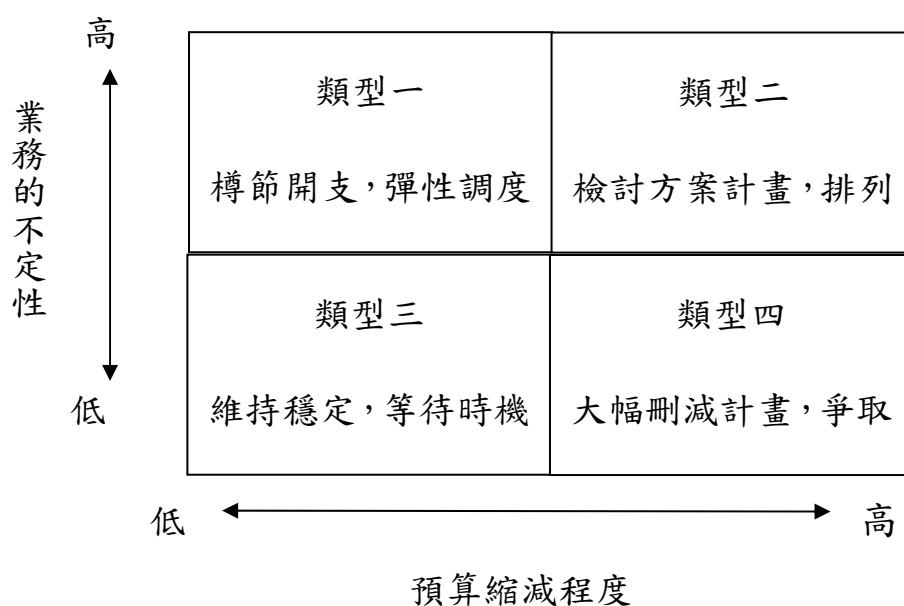 高
業務的不定性
低
類型一
樽節開支，彈性調度
類型二
檢討方案計畫，排列
類型三
維持穩定，等待時機
類型四
大幅刪減計畫，爭取
低
高
預算縮減程度